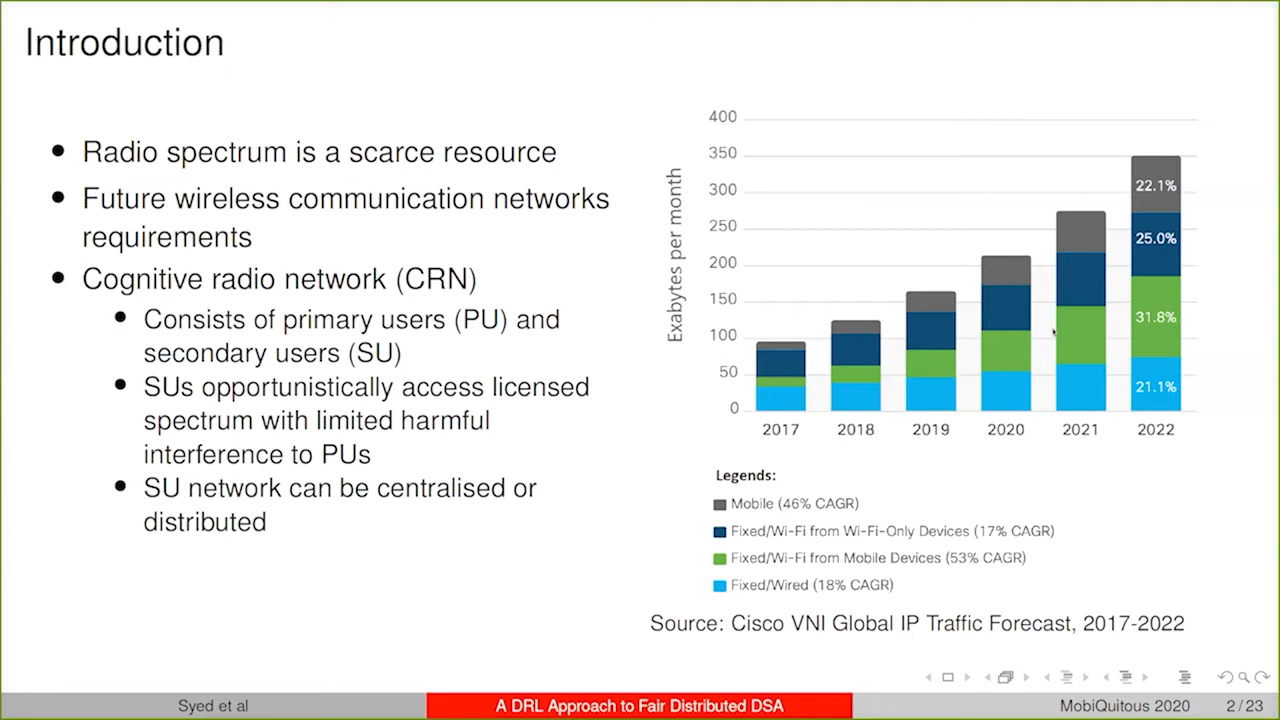 Introduction
Radio spectrum is a scarce resource
Future wireless communication networks
requirements
Cognitive radio network (CRN)
Consists of primary users (PU) and
secondary users (SU)
SUs opportunistically access licensed
spectrum with limited harmful
interference to PUs
SU network can be centralised or
distributed
Exabytes per month
400
350
300
250
200
150
100
50
0
22.1%
25.0%
31.8%
21.1%
2017 2018 2019 2020 2021 2022
Legends:
Mobile (46% CAGR)
Fixed/Wi-Fi from Wi-Fi-Only Devices (17% CAGR)
Fixed/Wi-Fi from Mobile Devices (53% CAGR)
Fixed/Wired (18% CAGR)
Source: Cisco VNI Global IP Traffic Forecast, 2017-2022
Syed et al A DRL Approach to Fair Distributed DSA MobiQuitous 2020 2 / 23